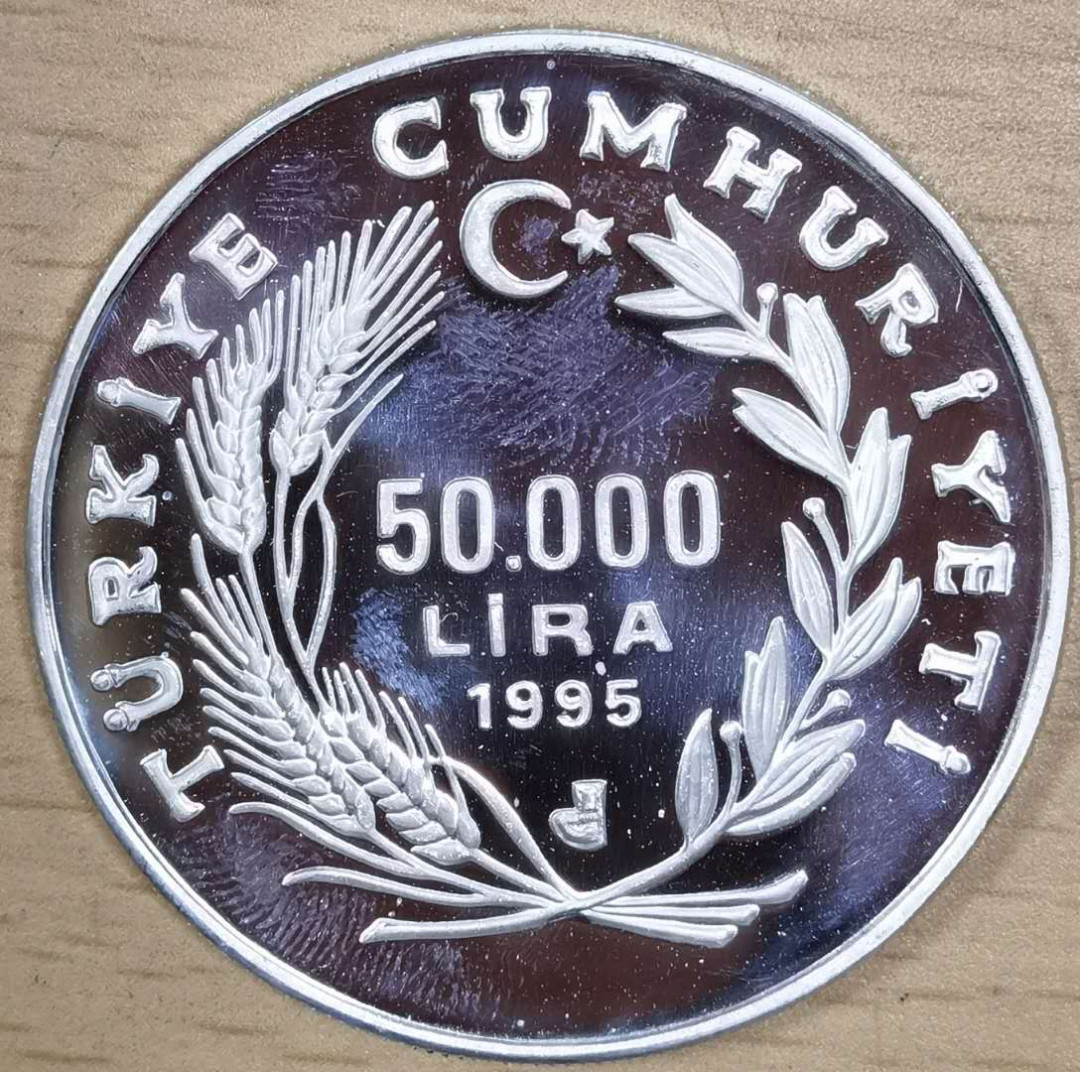 TÜRKİYE CUMHURİYETİ
50.000
LİRA
1995
P